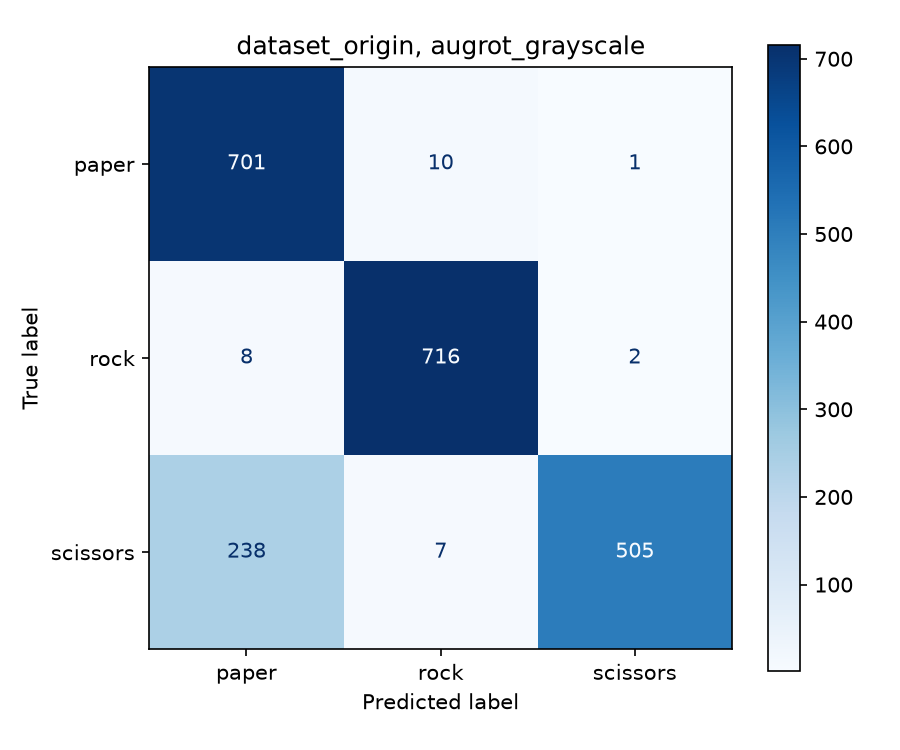 dataset_origin, augrot_grayscale
700
600
500
400
300
200
100
True label
paper
701
10
1
rock
8
716
2
scissors
238
7
505
paper
rock
scissors
Predicted label